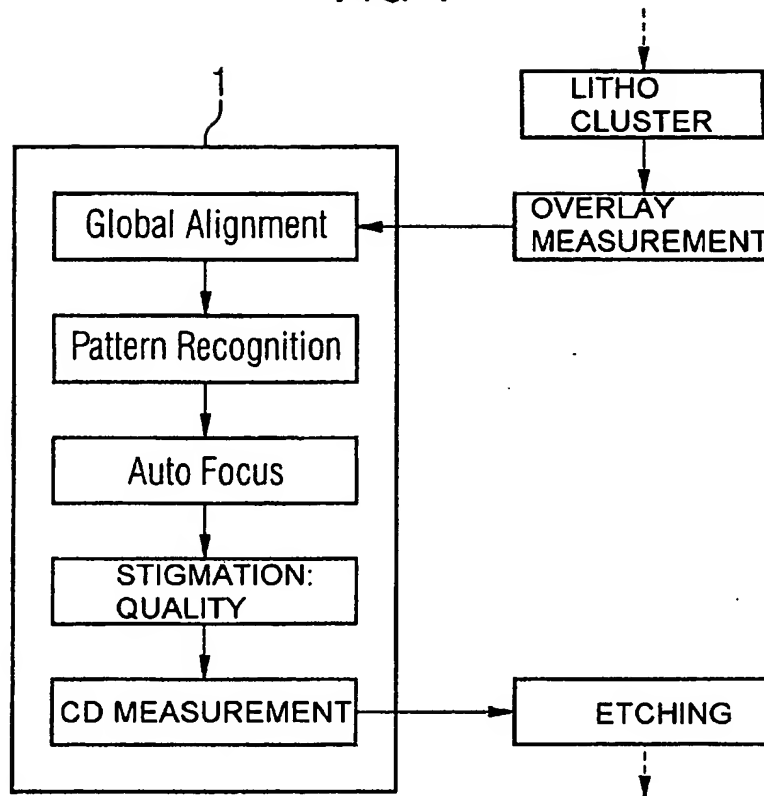 1
LITHO
CLUSTER
Global Alignment
OVERLAY
MEASUREMENT
Pattern Recognition
Auto Focus
STIGMATION:
QUALITY
CD MEASUREMENT
ETCHING